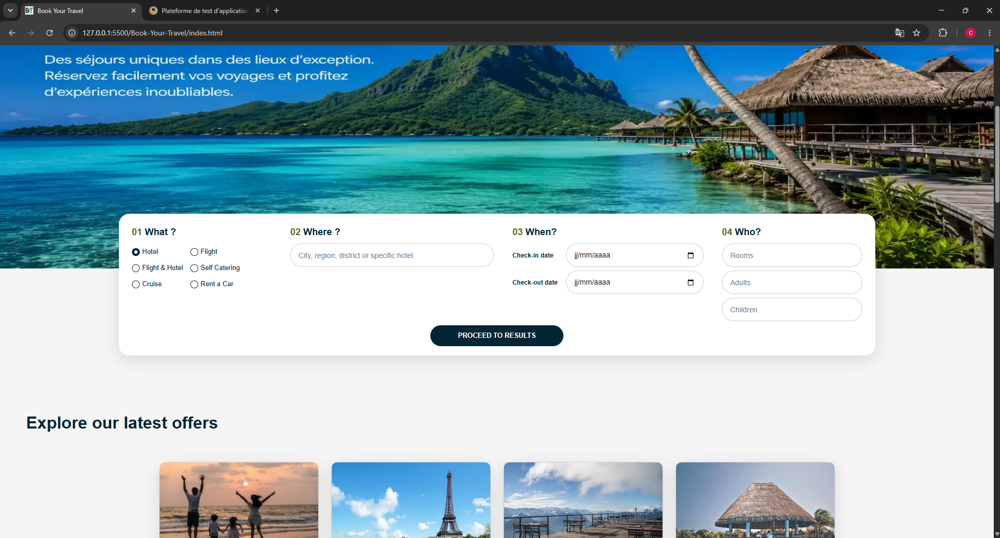 Book Your Travel
Plateforme de test d'application
127.0.0.1:5500/Book-Your-Travel/index.html
C
Des séjours uniques dans des lieux d'exception.
Réservez facilement vos voyages et profitez
d'expériences inoubliables.
01 What ?
Hotel
Flight
Flight & Hotel
Self Catering
Cruise
Rent a Car
02 Where ?
City, region, district or specific hotel
03 When?
Check-in date
jj/mm/aaaa
Check-out date
jj/mm/aaaa
04 Who?
Rooms
Adults
Children
PROCEED TO RESULTS
Explore our latest offers